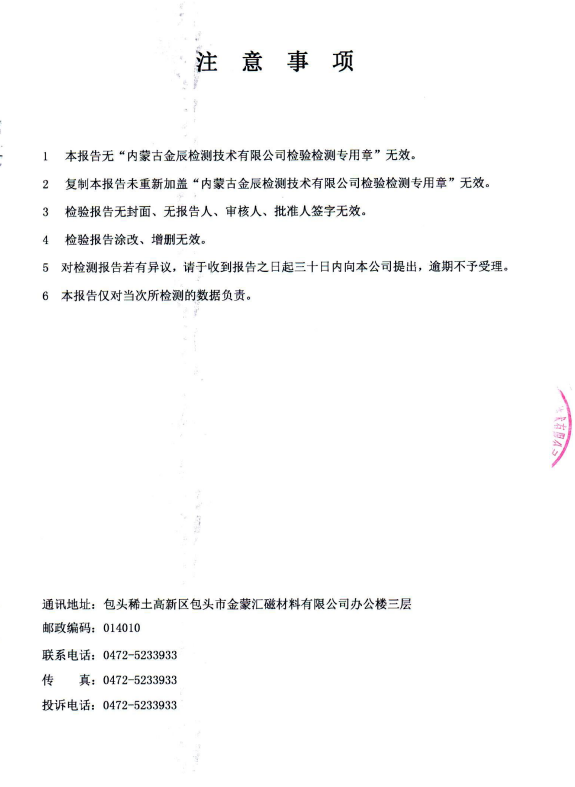 注 意 事 项
1 本报告无“内蒙古金辰检测技术有限公司检验检测专用章”无效。
2 复制本报告未重新加盖“内蒙古金辰检测技术有限公司检验检测专用章”无效。
3 检验报告无封面、无报告人、审核人、批准人签字无效。
4 检验报告涂改、增删无效。
5 对检测报告若有异议，请于收到报告之日起三十日内向本公司提出，逾期不予受理。
6 本报告仅对当次所检测的数据负责。
通讯地址：包头稀土高新区包头市金蒙汇磁材料有限公司办公楼三层
邮政编码：014010
联系电话：0472-5233933
传 真：0472-5233933
投诉电话：0472-5233933